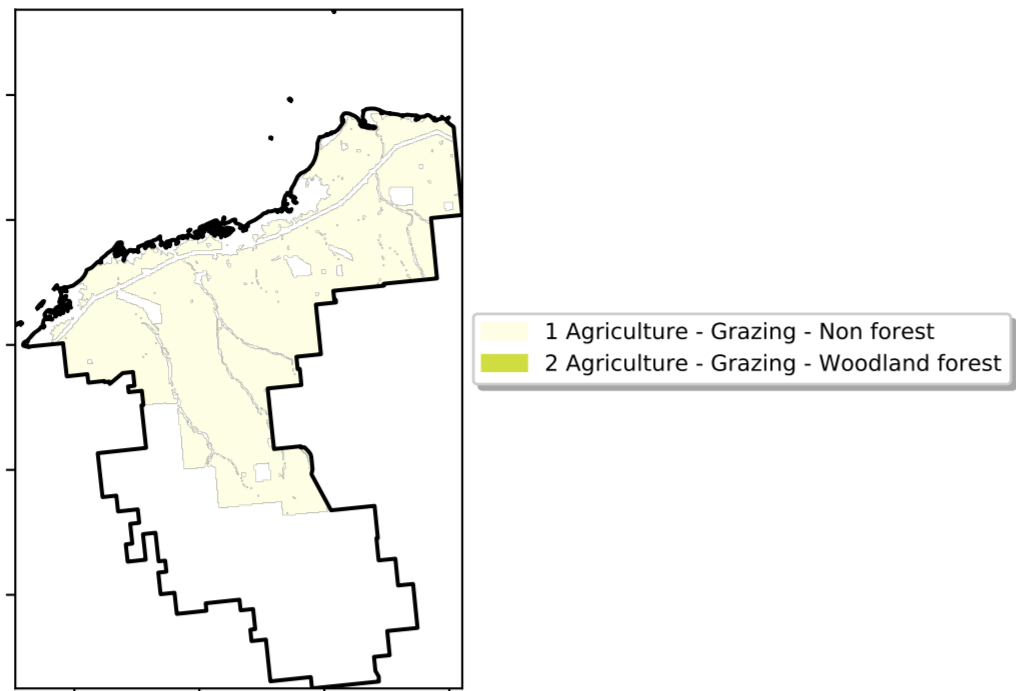 1 Agriculture - Grazing - Non forest
2 Agriculture - Grazing - Woodland forest